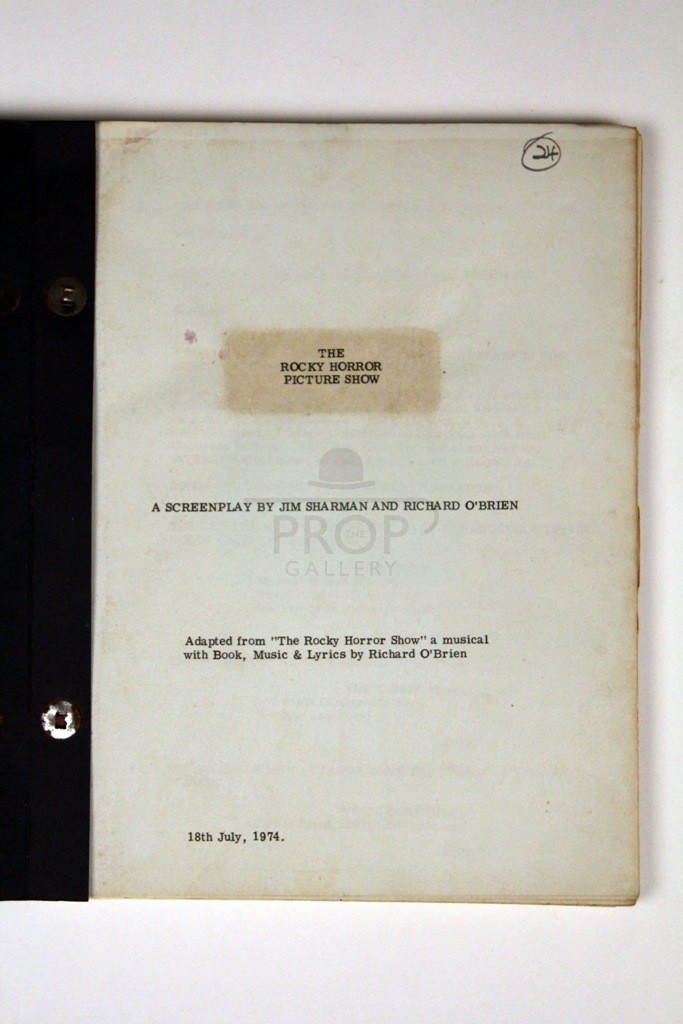 24
THE
ROCKY HORROR
PICTURE SHOW
A SCREENPLAY BY JIM SHARMAN AND RICHARD O'BRIEN
THE PROP GALLERY
Adapted from "The Rocky Horror Show" a musical
with Book, Music & Lyrics by Richard O'Brien
18th July, 1974.